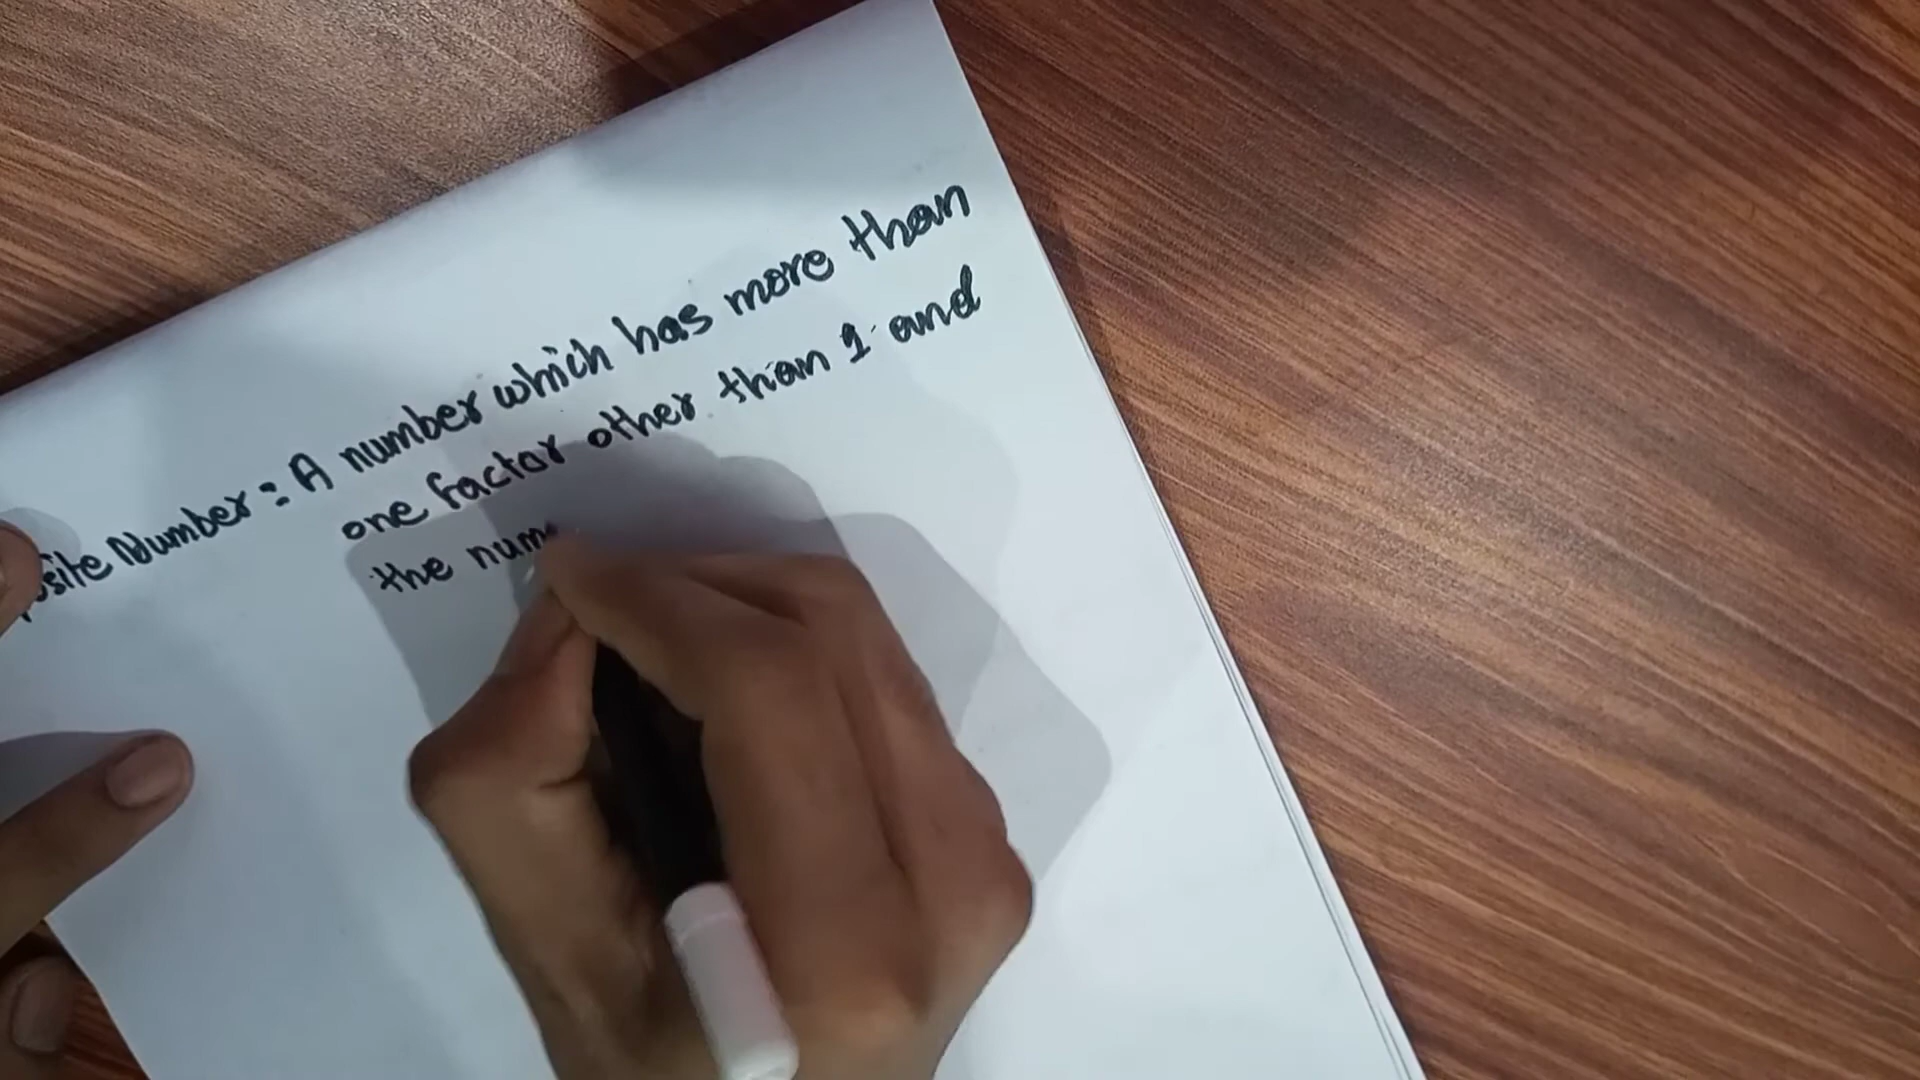 site Number : A number which has more than
one factor other than 1 and
the num